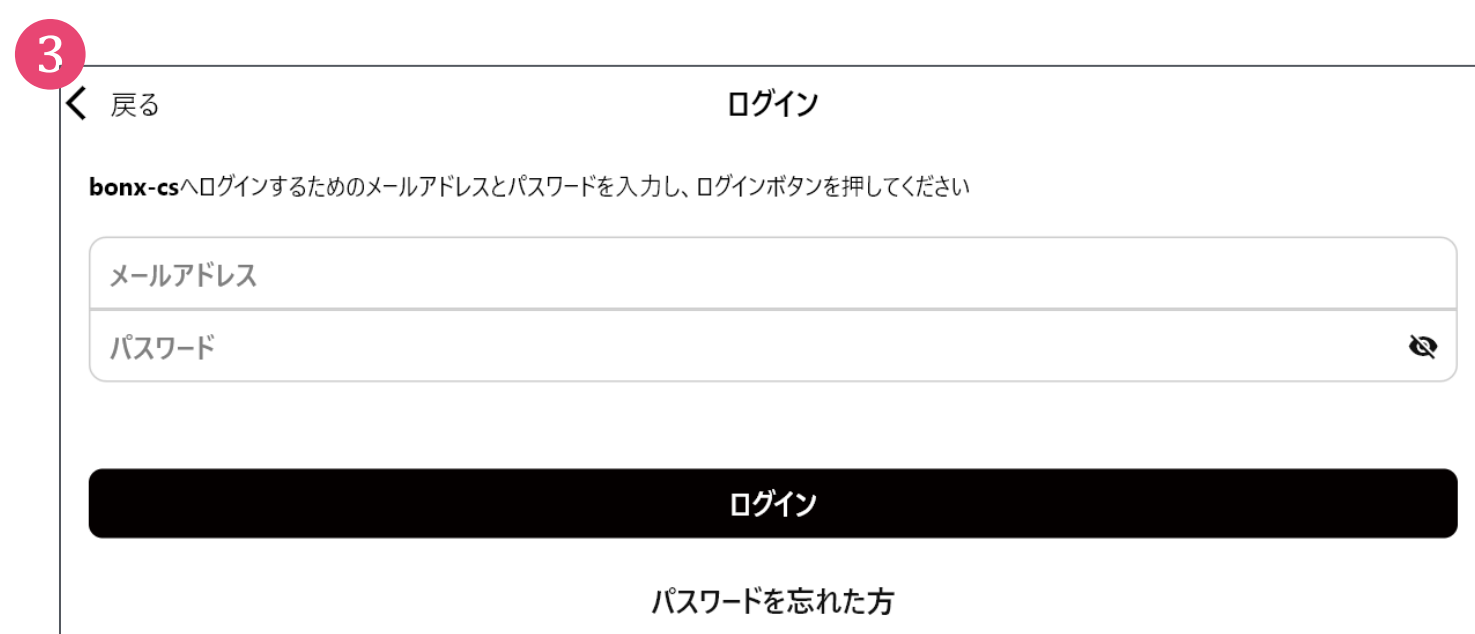 3
戻る
ログイン
bonx-csへログインするためのメールアドレスとパスワードを入力し、ログインボタンを押してください
メールアドレス
パスワード
ログイン
パスワードを忘れた方